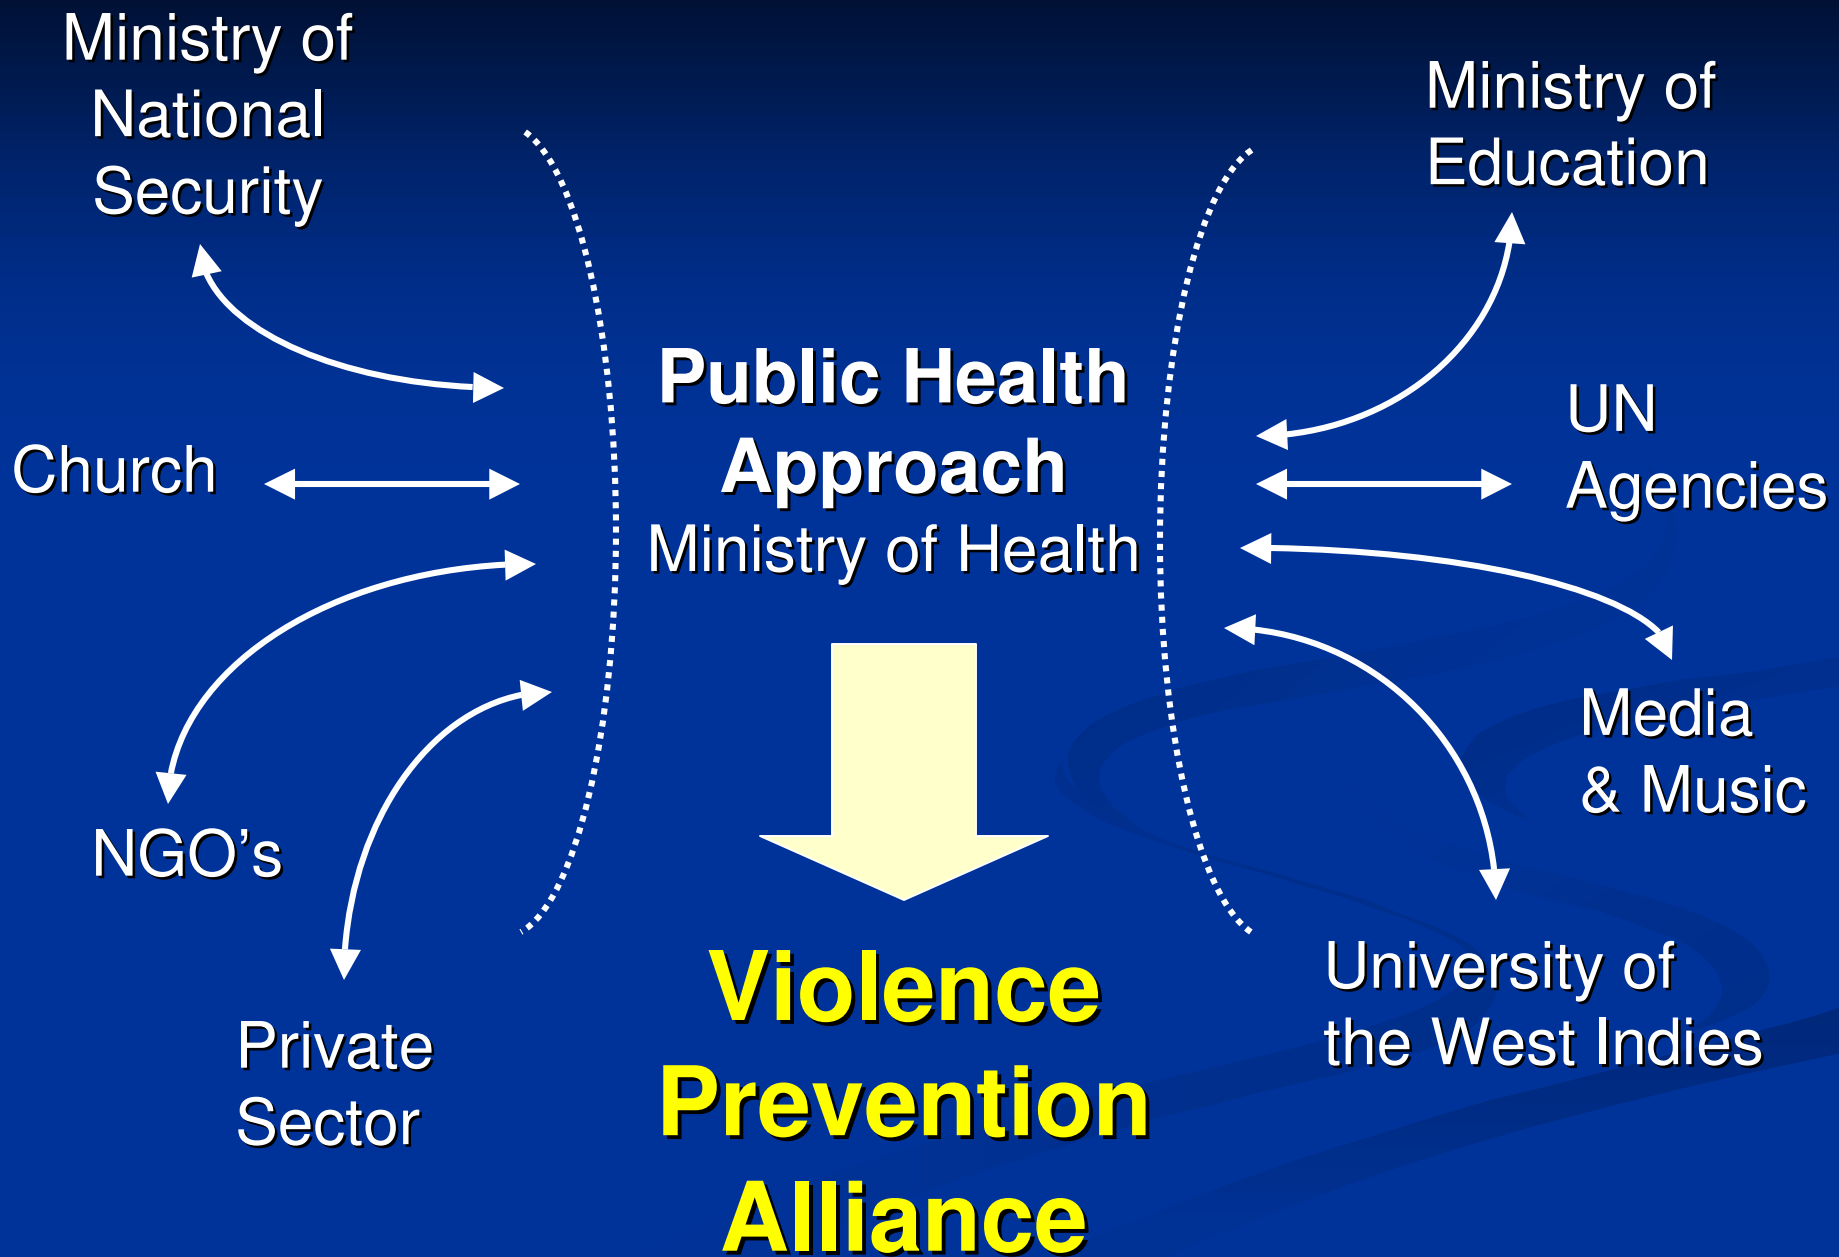 Ministry of
National
Security
Church
NGO’s
Private
Sector
Public Health
Approach
Ministry of Health
Violence
Prevention
Alliance
Ministry of
Education
UN
Agencies
Media
& Music
University of
the West Indies